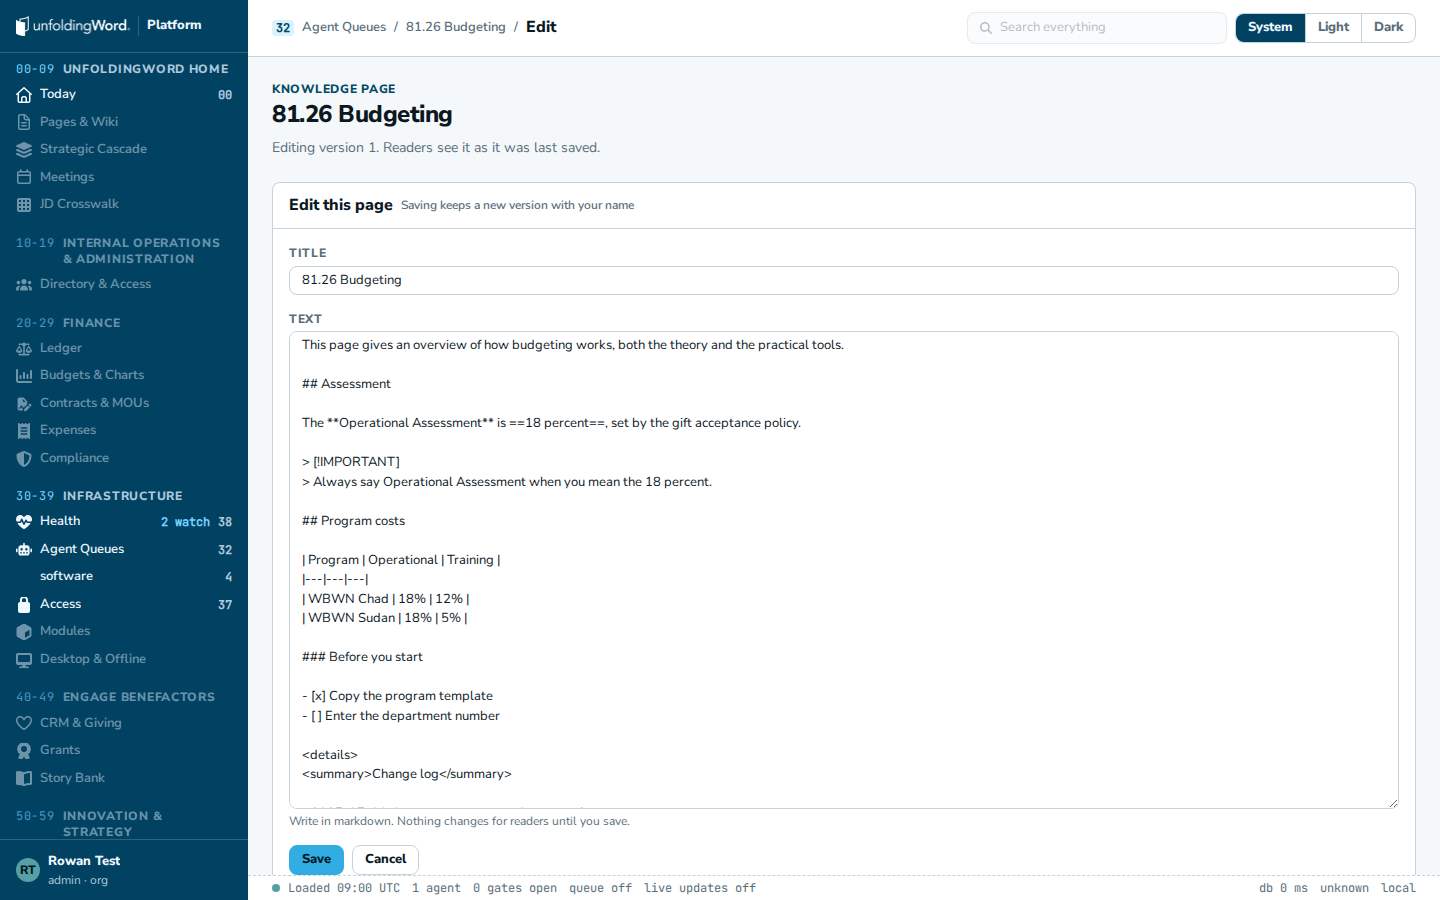 unfoldingWord Platform
00-09 UNFOLDINGWORD HOME
Today 00
Pages & Wiki
Strategic Cascade
Meetings
JD Crosswalk
10-19 INTERNAL OPERATIONS
& ADMINISTRATION
Directory & Access
20-29 FINANCE
Ledger
Budgets & Charts
Contracts & MOUs
Expenses
Compliance
30-39 INFRASTRUCTURE
Health 2 watch 38
Agent Queues 32
software 4
Access 37
Modules
Desktop & Offline
40-49 ENGAGE BENEFACTORS
CRM & Giving
Grants
Story Bank
50-59 INNOVATION &
STRATEGY
RT Rowan Test
admin · org
32 Agent Queues / 81.26 Budgeting / Edit
Search everything
System Light Dark
KNOWLEDGE PAGE
81.26 Budgeting
Editing version 1. Readers see it as it was last saved.
Edit this page Saving keeps a new version with your name
TITLE
81.26 Budgeting
TEXT
This page gives an overview of how budgeting works, both the theory and the practical tools.
## Assessment
The **Operational Assessment** is ==18 percent==, set by the gift acceptance policy.
> [!IMPORTANT]
> Always say Operational Assessment when you mean the 18 percent.
## Program costs
| Program | Operational | Training |
|---|---|---|
| WBWN Chad | 18% | 12% |
| WBWN Sudan | 18% | 5% |
### Before you start
- [x] Copy the program template
- [ ] Enter the department number
<details>
<summary>Change log</summary>
Write in markdown. Nothing changes for readers until you save.
Save Cancel
Loaded 09:00 UTC 1 agent 0 gates open queue off live updates off
db 0 ms unknown local